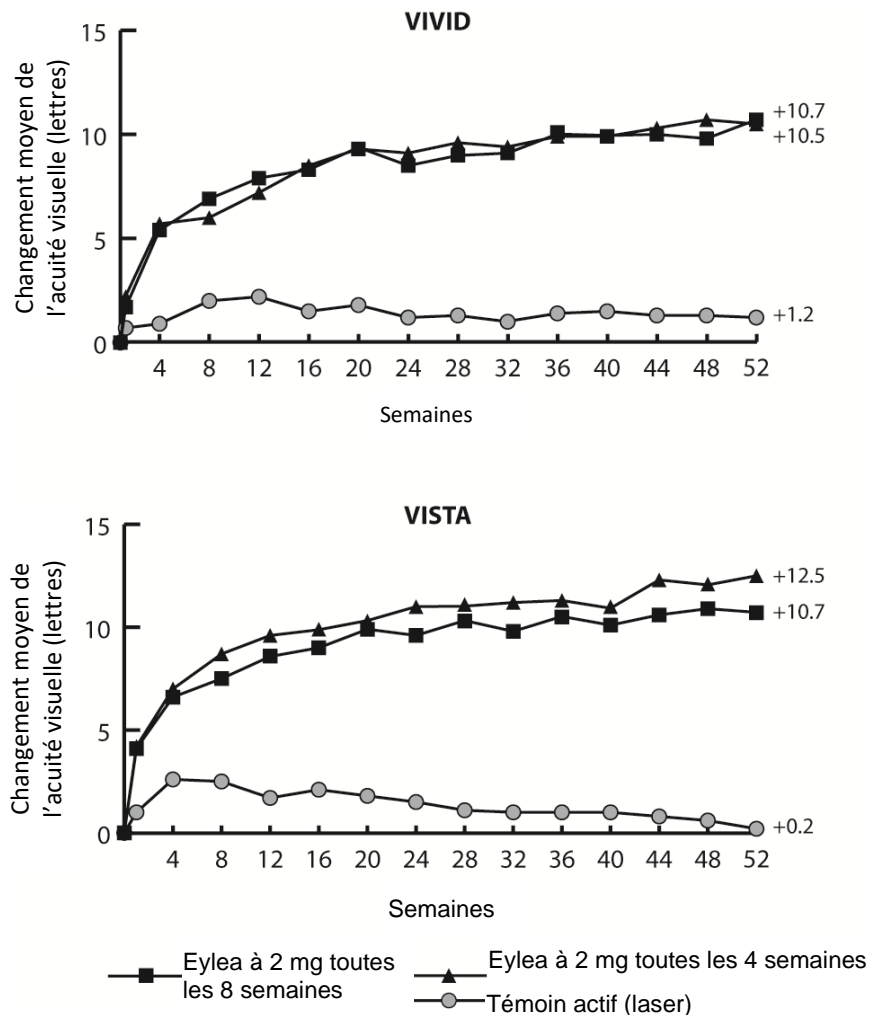 VIVID
Changement moyen de
l’acuité visuelle (lettres)
15
10
5
0
+10.7
+10.5
+1.2
4 8 12 16 20 24 28 32 36 40 44 48 52
Semaines
VISTA
Changement moyen de
l’acuité visuelle (lettres)
15
10
5
0
+12.5
+10.7
+0.2
4 8 12 16 20 24 28 32 36 40 44 48 52
Semaines
Eylea à 2 mg toutes
les 8 semaines
Eylea à 2 mg toutes les 4 semaines
Témoin actif (laser)